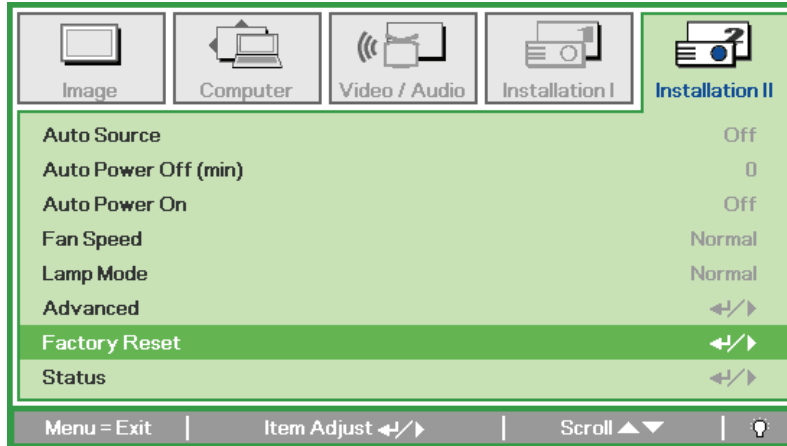 Image Computer Video / Audio Installation I Installation II
Auto Source Off
Auto Power Off (min) 0
Auto Power On Off
Fan Speed Normal
Lamp Mode Normal
Advanced
Factory Reset
Status
Menu = Exit Item Adjust Scroll